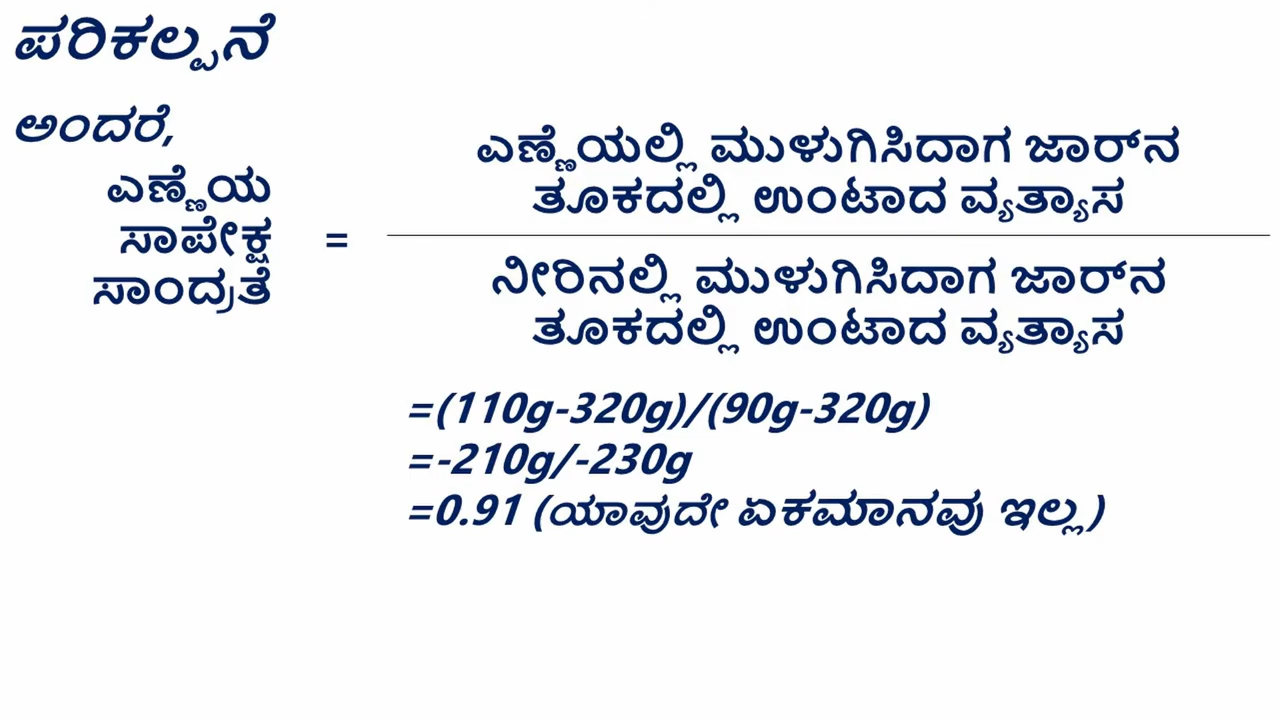 ಪರಿಕಲ್ಪನೆ
ಅಂದರೆ,
ಎಣ್ಣೆಯ
ಸಾಪೇಕ್ಷ
ಸಾಂದ್ರತೆ
=
ಎಣ್ಣೆಯಲ್ಲಿ ಮುಳುಗಿಸಿದಾಗ ಜಾರ್‌ನ
ತೂಕದಲ್ಲಿ ಉಂಟಾದ ವ್ಯತ್ಯಾಸ
ನೀರಿನಲ್ಲಿ ಮುಳುಗಿಸಿದಾಗ ಜಾರ್‌ನ
ತೂಕದಲ್ಲಿ ಉಂಟಾದ ವ್ಯತ್ಯಾಸ
=(110g-320g)/(90g-320g)
=-210g/-230g
=0.91 (ಯಾವುದೇ ಏಕಮಾನವು ಇಲ್ಲ)